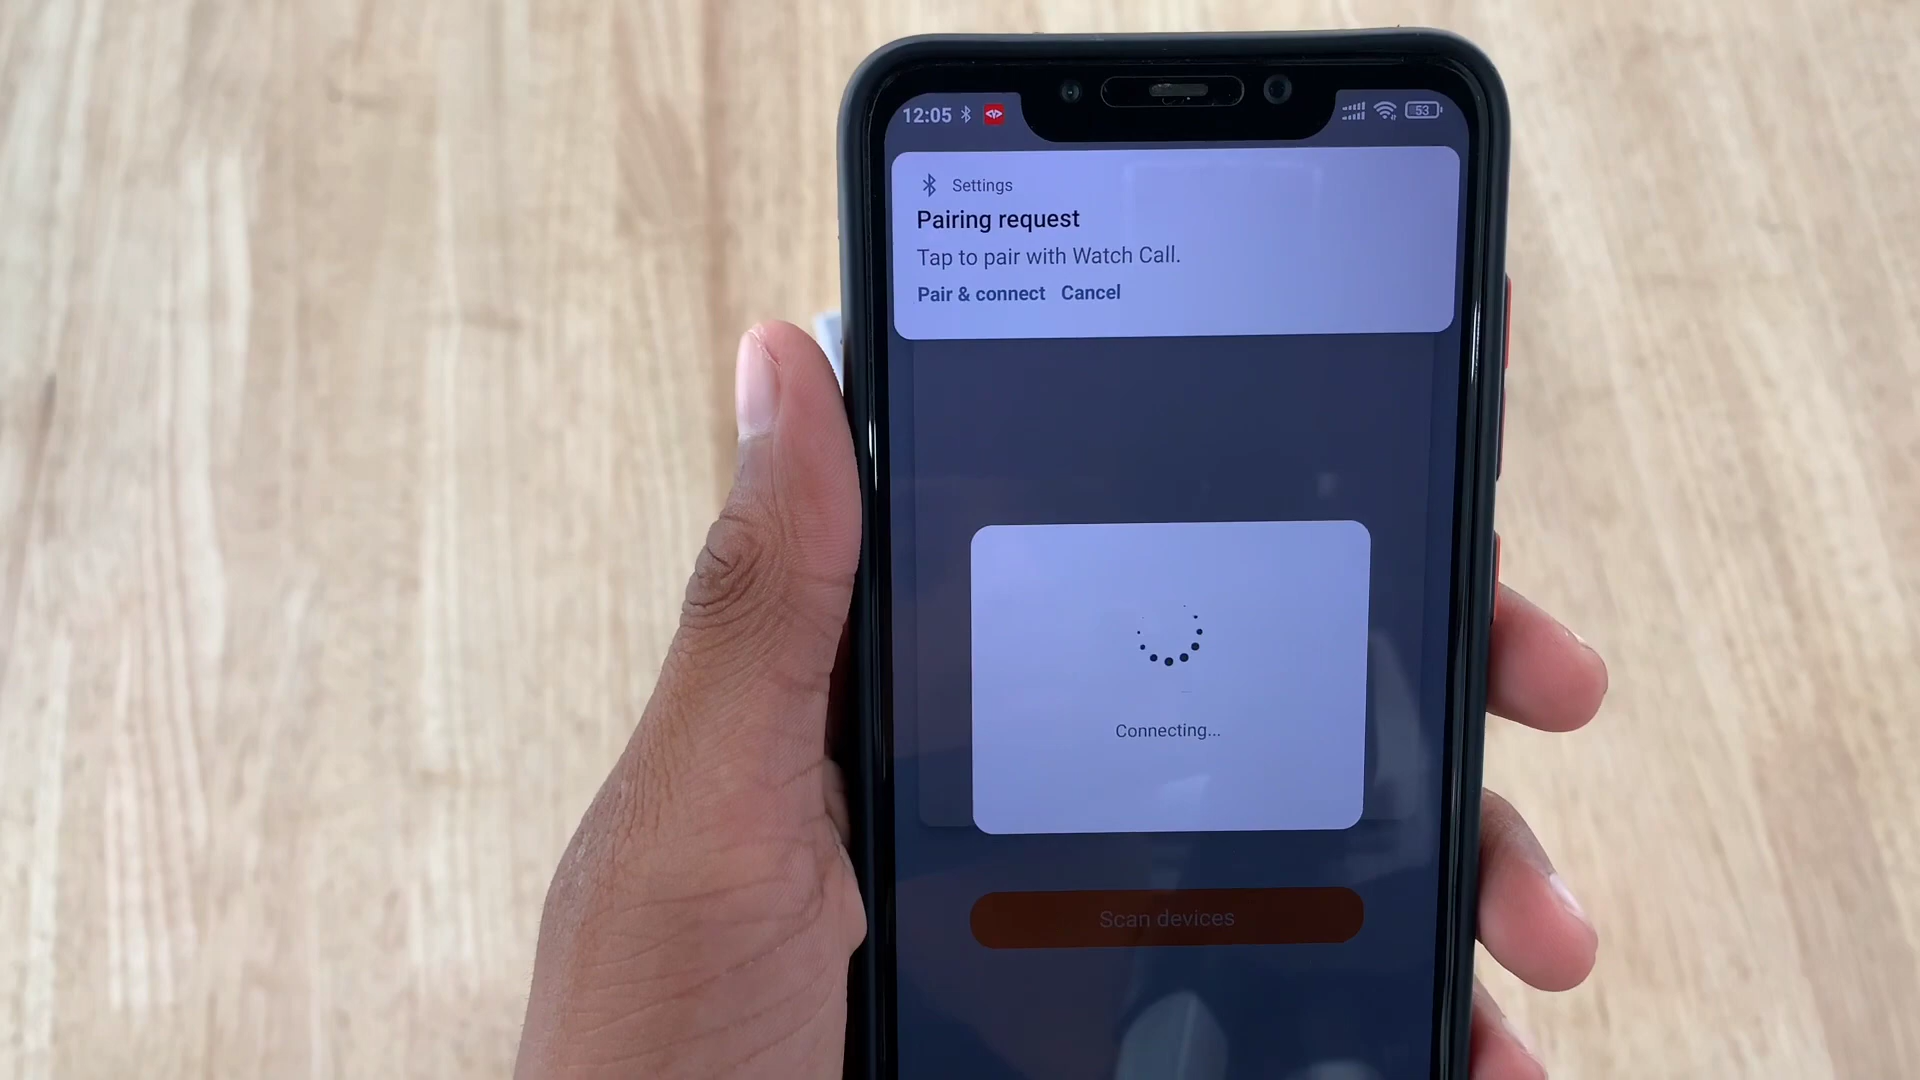 12:05
53
Settings
Pairing request
Tap to pair with Watch Call.
Pair & connect Cancel
Connecting...
Scan devices